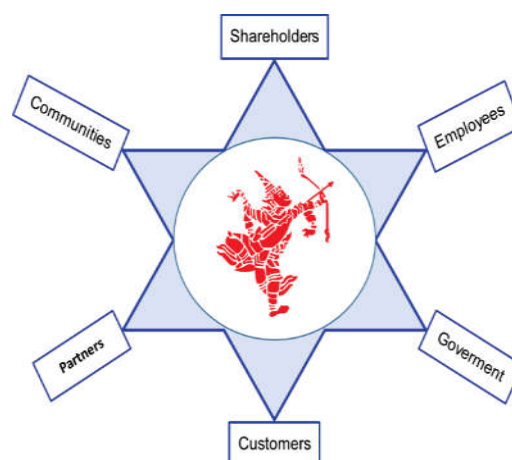 Shareholders
Communities
Employees
Partners
Goverment
Customers